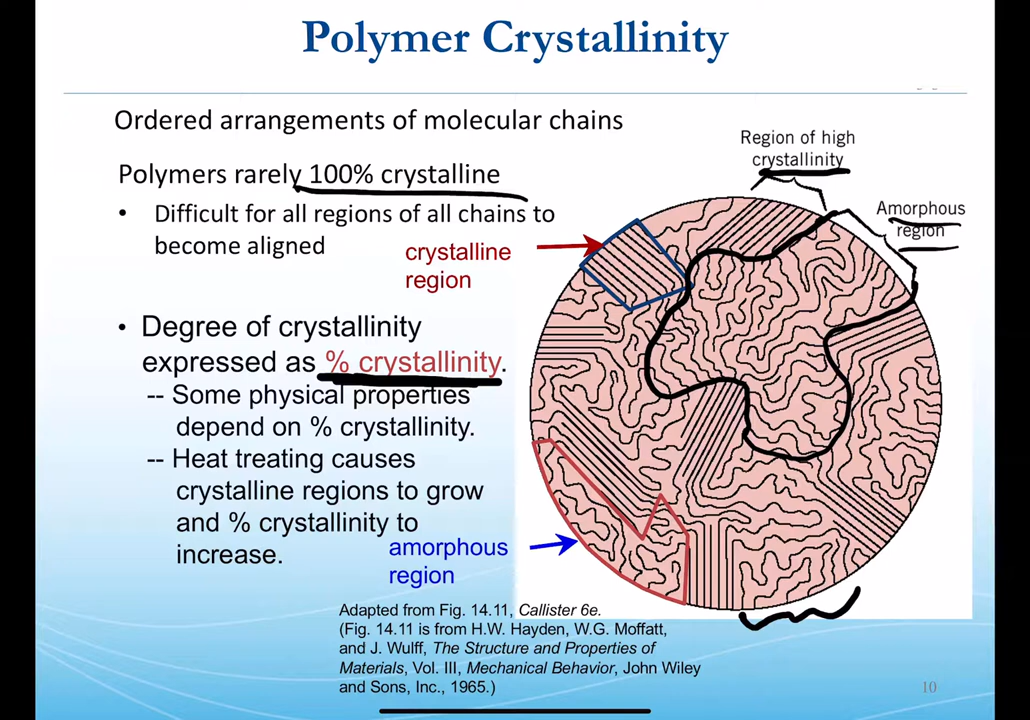 Polymer Crystallinity
Ordered arrangements of molecular chains
Polymers rarely 100% crystalline
• Difficult for all regions of all chains to
become aligned
crystalline
region
Region of high
crystallinity
Amorphous
region
• Degree of crystallinity
expressed as % crystallinity.
-- Some physical properties
depend on % crystallinity.
-- Heat treating causes
crystalline regions to grow
and % crystallinity to
increase.
amorphous
region
Adapted from Fig. 14.11, Callister 6e.
(Fig. 14.11 is from H.W. Hayden, W.G. Moffatt,
and J. Wulff, The Structure and Properties of
Materials, Vol. III, Mechanical Behavior, John Wiley
and Sons, Inc., 1965.)
10